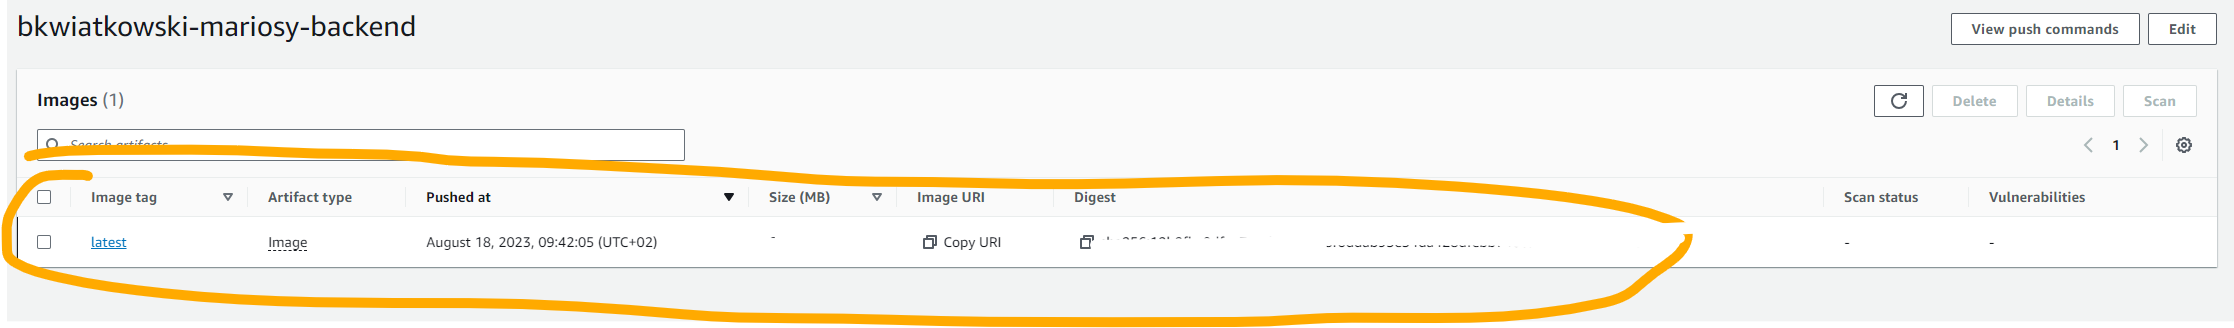 bkwiatkowski-mariosy-backend
View push commands Edit
Images (1)
Delete Details Scan
Search artifacts
1
Image tag Artifact type Pushed at Size (MB) Image URI Digest Scan status Vulnerabilities
latest Image August 18, 2023, 09:42:05 (UTC+02) Copy URI - -